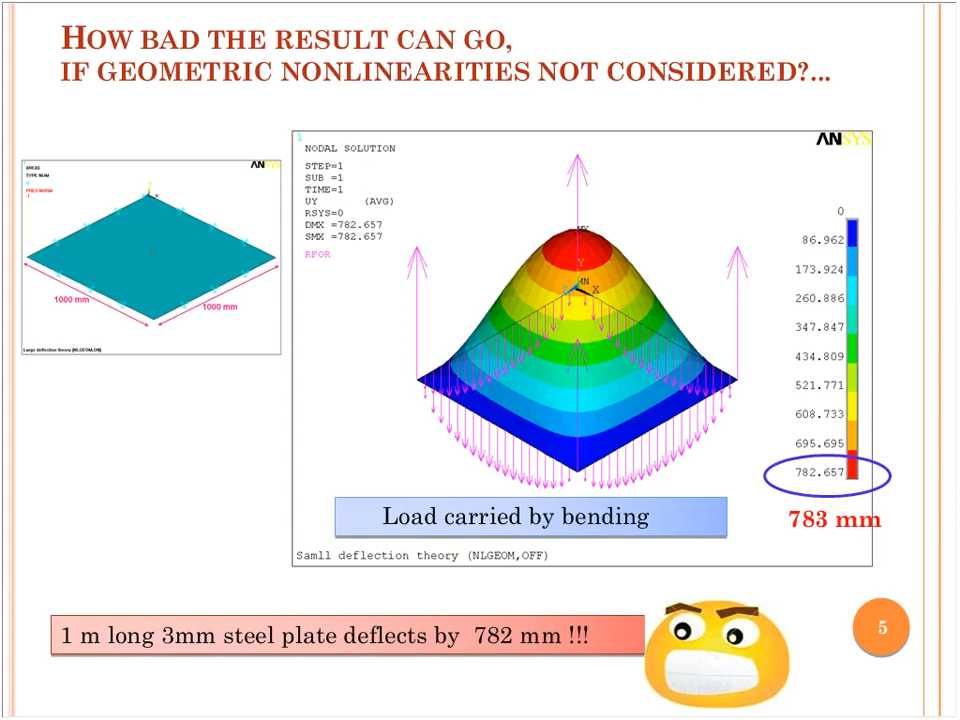 HOW BAD THE RESULT CAN GO,
IF GEOMETRIC NONLINEARITIES NOT CONSIDERED?...
AREAS
TYPE NUM
PRES-NORM
ANSYS
1000 mm
1000 mm
Large deflection theory (NLGEOM,ON)
1
NODAL SOLUTION
STEP=1
SUB =1
TIME=1
UY (AVG)
RSYS=0
DMX =782.657
SMX =782.657
RFOR
ANSYS
MX
Y
MN
X
0
86.962
173.924
260.886
347.847
434.809
521.771
608.733
695.695
782.657
783 mm
Load carried by bending
Samll deflection theory (NLGEOM,OFF)
1 m long 3mm steel plate deflects by 782 mm !!!
5